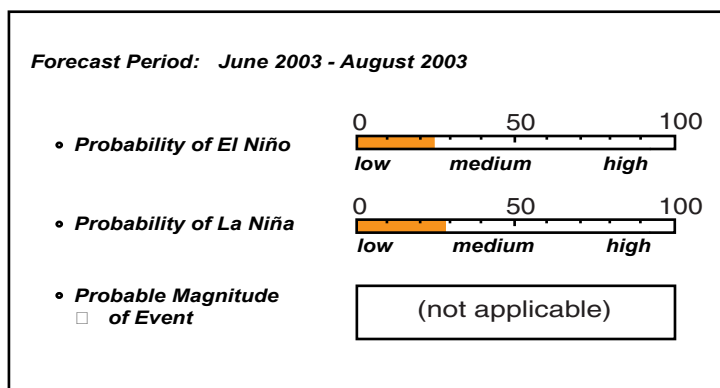 Forecast Period: June 2003 - August 2003
• Probability of El Niño
0 50 100
low medium high
• Probability of La Niña
0 50 100
low medium high
• Probable Magnitude
□ of Event
(not applicable)